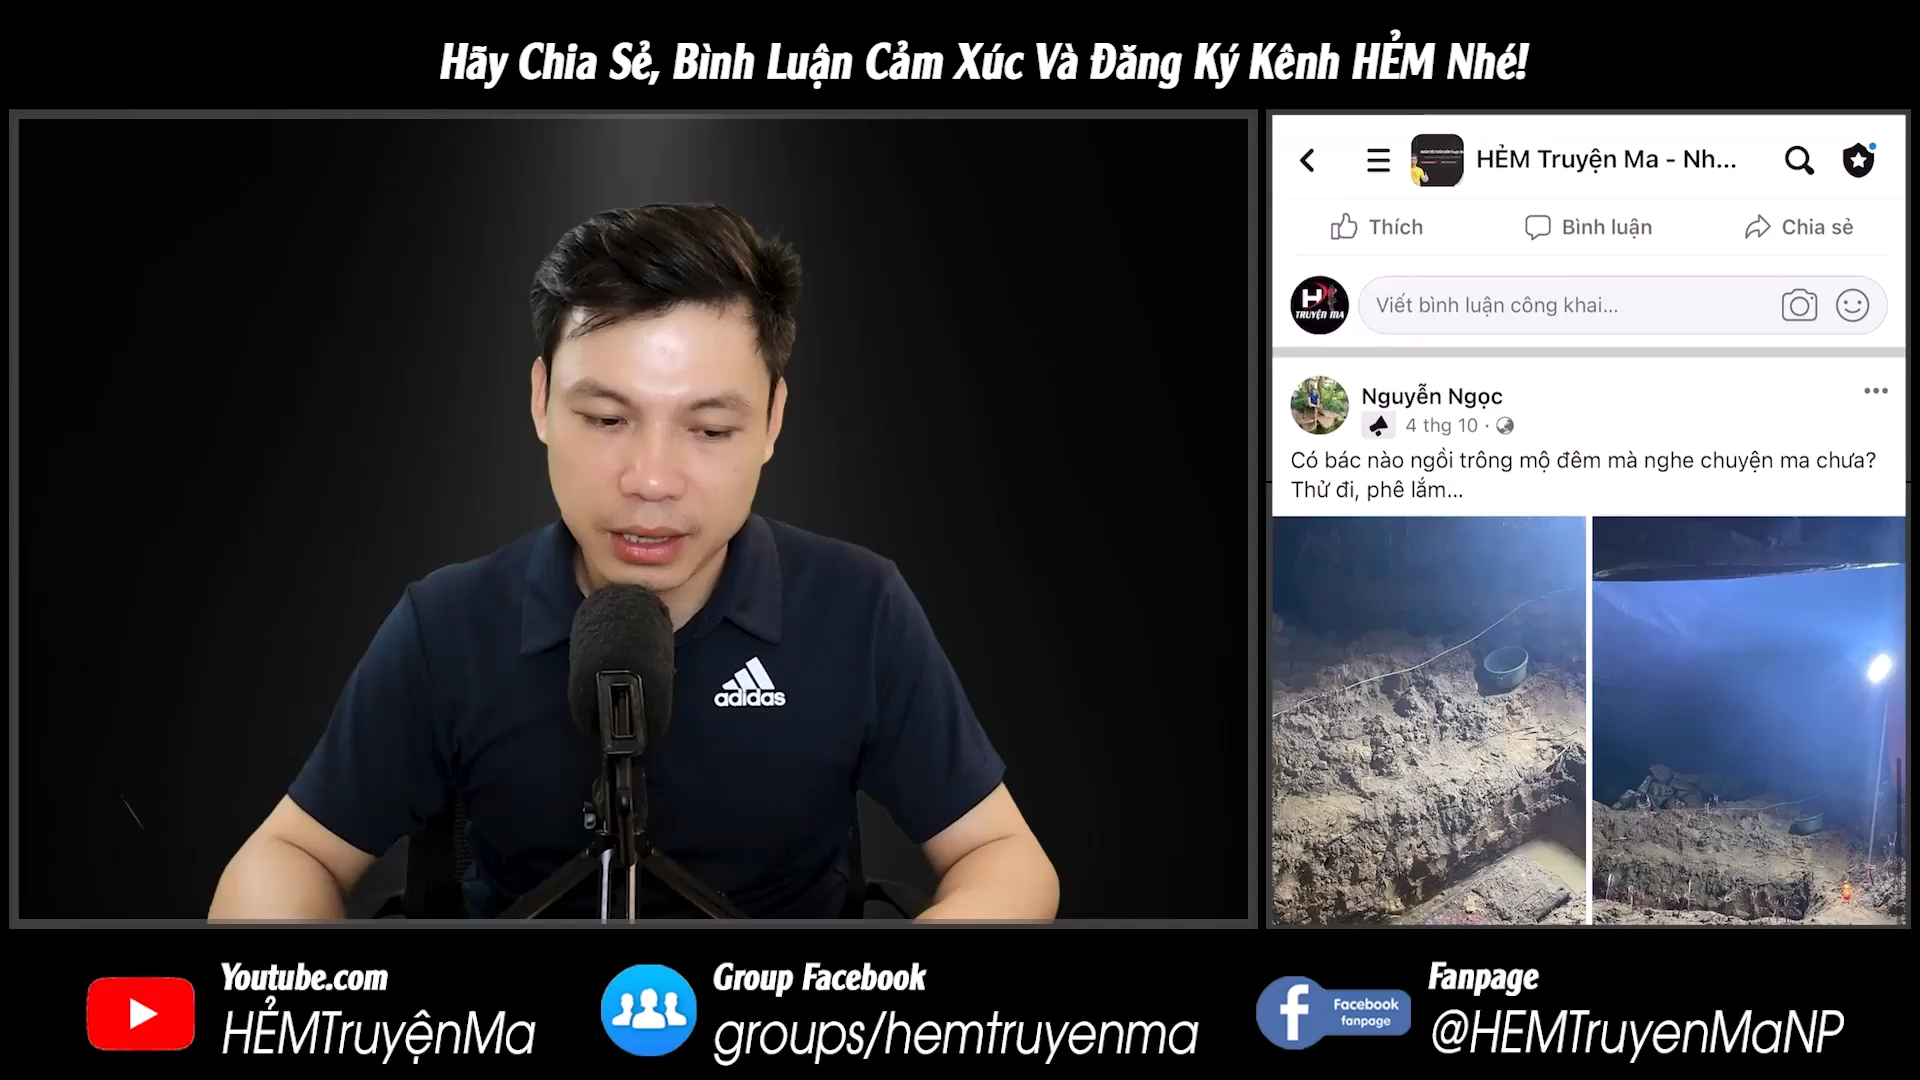 Hãy Chia Sẻ, Bình Luận Cảm Xúc Và Đăng Ký Kênh HẺM Nhé!
adidas
HẺM Truyện Ma - Nh...
Thích
Bình luận
Chia sẻ
H
TRUYỆN MA
Viết bình luận công khai...
Nguyễn Ngọc
4 thg 10 ·
Có bác nào ngồi trông mộ đêm mà nghe chuyện ma chưa?
Thử đi, phê lắm...
Youtube.com
HẺMTruyệnMa
Group Facebook
groups/hemtruyenma
Facebook
fanpage
Fanpage
@HEMTruyenMaNP